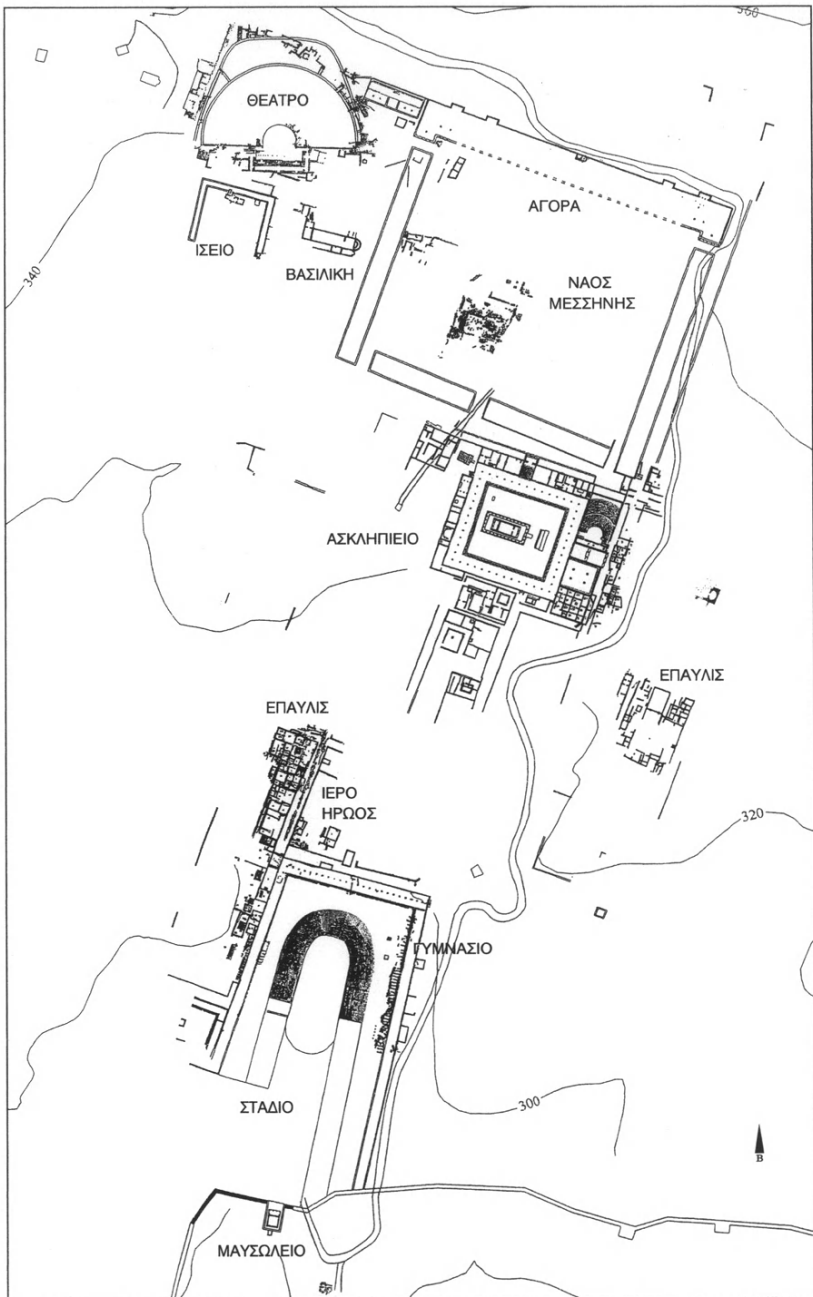 360
ΘΕΑΤΡΟ
ΑΓΟΡΑ
ΙΣΕΙΟ
ΒΑΣΙΛΙΚΗ
340
ΝΑΟΣ
ΜΕΣΣΗΝΗΣ
ΑΣΚΛΗΠΙΕΙΟ
ΕΠΑΥΛΙΣ
ΕΠΑΥΛΙΣ
ΙΕΡΟ
ΗΡΩΟΣ
320
ΓΥΜΝΑΣΙΟ
ΣΤΑΔΙΟ
300
Β
ΜΑΥΣΩΛΕΙΟ